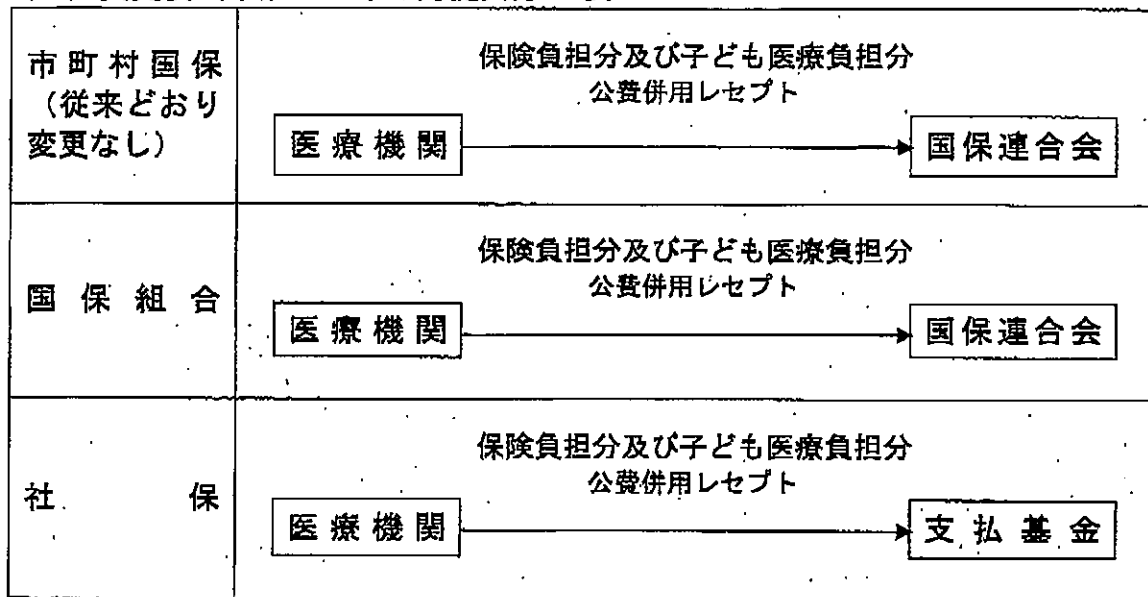 市町村国保
（従来どおり
変更なし）
保険負担分及び子ども医療負担分
公費併用レセプト
医療機関
国保連合会
国保組合
保険負担分及び子ども医療負担分
公費併用レセプト
医療機関
国保連合会
社保
保険負担分及び子ども医療負担分
公費併用レセプト
医療機関
支払基金